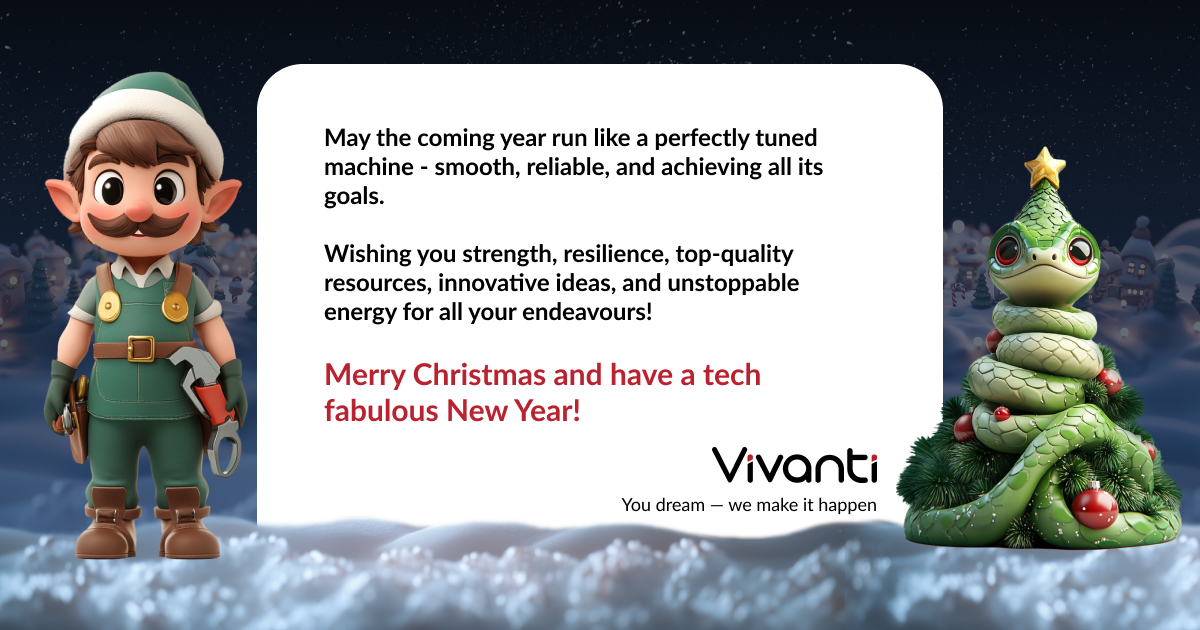 May the coming year run like a perfectly tuned
machine - smooth, reliable, and achieving all its
goals.
Wishing you strength, resilience, top-quality
resources, innovative ideas, and unstoppable
energy for all your endeavours!
Merry Christmas and have a tech
fabulous New Year!
Vivanti
You dream — we make it happen